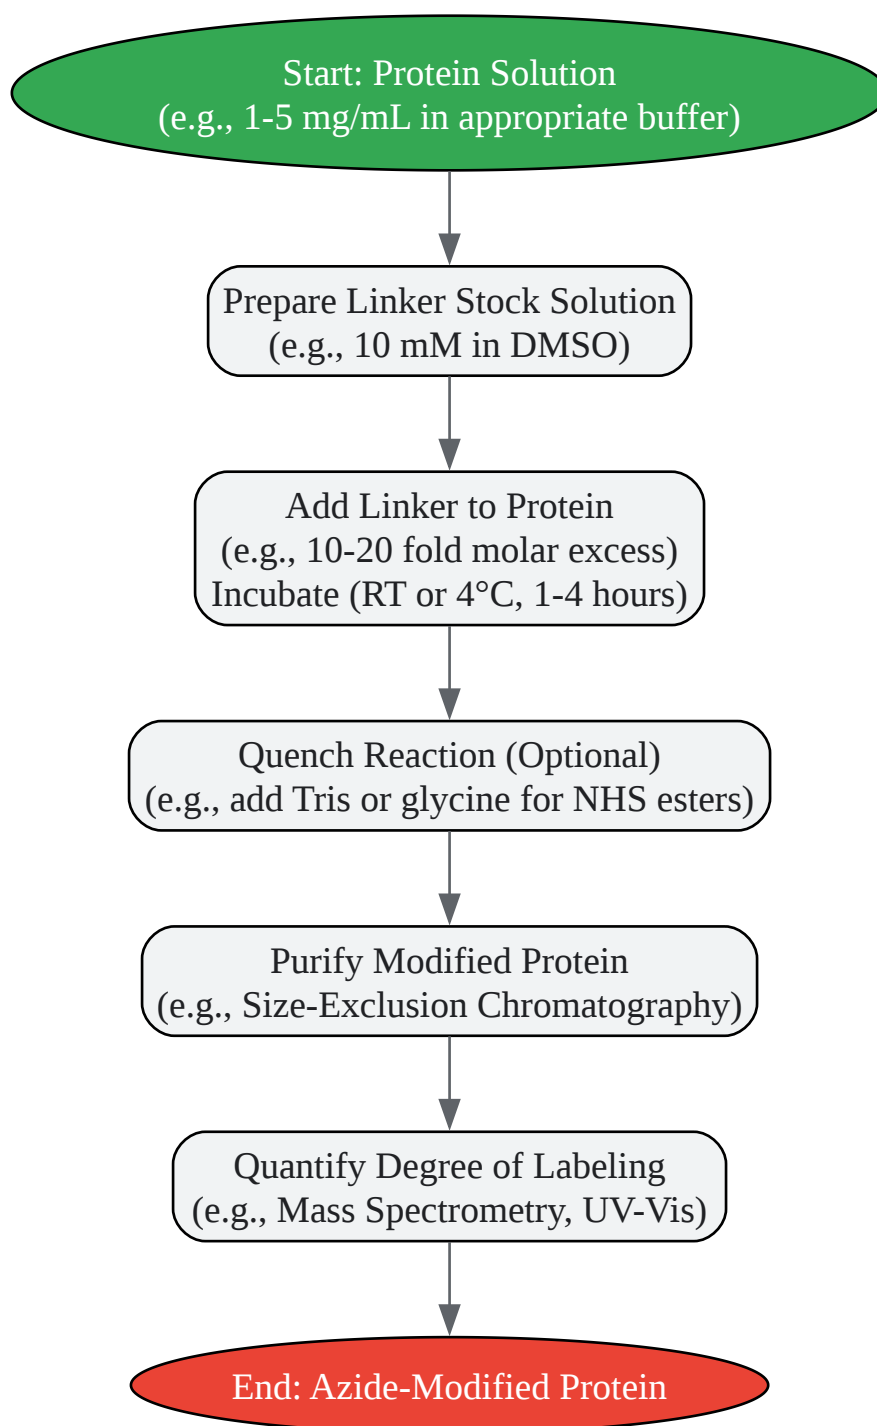 Start: Protein Solution
(e.g., 1-5 mg/mL in appropriate buffer)
Prepare Linker Stock Solution
(e.g., 10 mM in DMSO)
Add Linker to Protein
(e.g., 10-20 fold molar excess)
Incubate (RT or 4°C, 1-4 hours)
Quench Reaction (Optional)
(e.g., add Tris or glycine for NHS esters)
Purify Modified Protein
(e.g., Size-Exclusion Chromatography)
Quantify Degree of Labeling
(e.g., Mass Spectrometry, UV-Vis)
End: Azide-Modified Protein